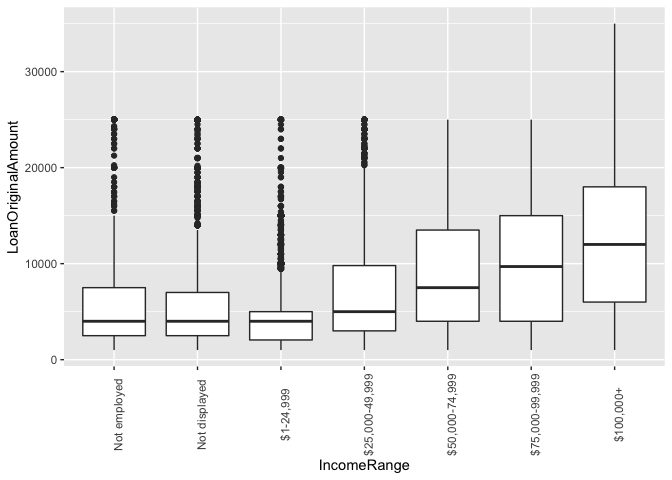 LoanOriginalAmount
30000
20000
10000
0
Not employed
Not displayed
$1-24,999
$25,000-49,999
$50,000-74,999
$75,000-99,999
$100,000+
IncomeRange